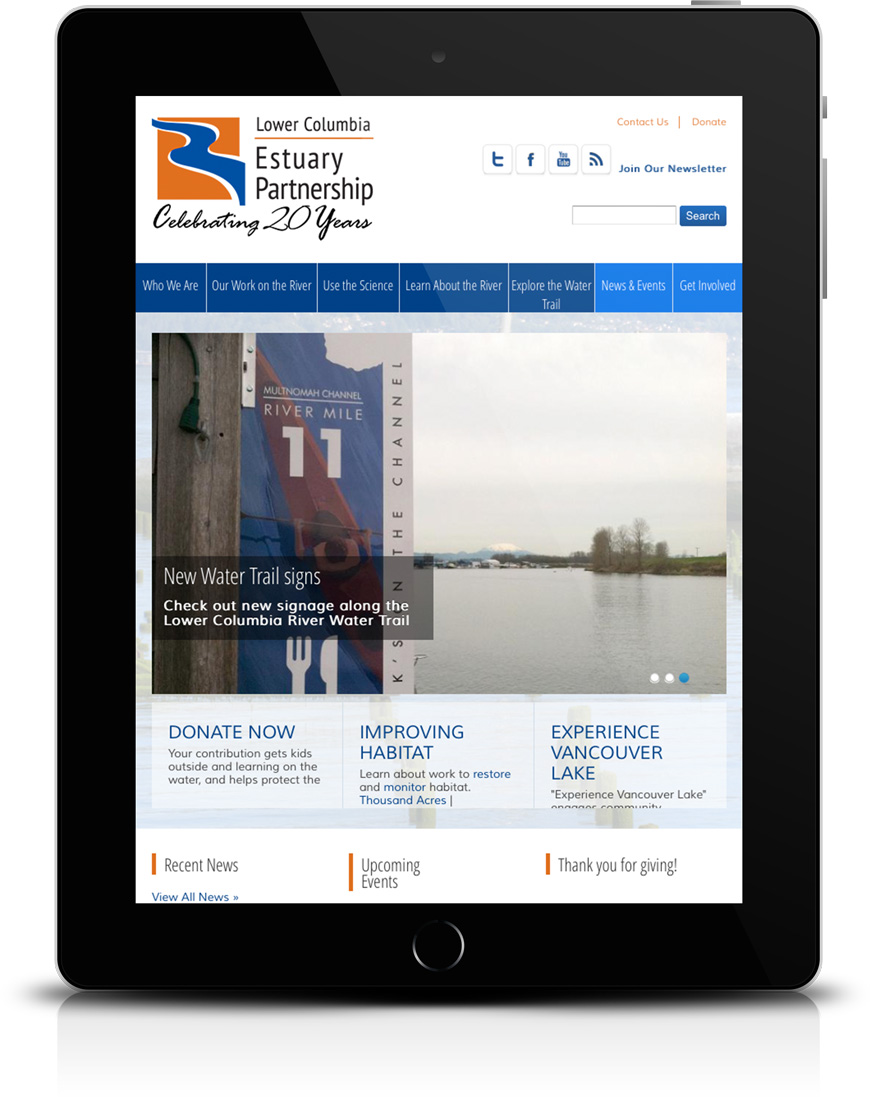 Lower Columbia
Estuary
Partnership
Celebrating 20 Years
Contact Us | Donate
You
Tube
Join Our Newsletter
Search
Who We Are
Our Work on the River
Use the Science
Learn About the River
Explore the Water
Trail
News & Events
Get Involved
MULTNOMAH CHANNEL
RIVER MILE
11
K'S ON THE CHANNEL
New Water Trail signs
Check out new signage along the
Lower Columbia River Water Trail
DONATE NOW
Your contribution gets kids
outside and learning on the
water, and helps protect the
IMPROVING
HABITAT
Learn about work to restore
and monitor habitat.
Thousand Acres |
EXPERIENCE
VANCOUVER
LAKE
"Experience Vancouver Lake"
engages community
Recent News
View All News »
Upcoming
Events
Thank you for giving!